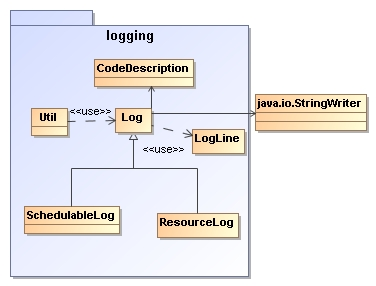 logging
CodeDescription
<<use>>
Util
Log
java.io.StringWriter
LogLine
<<use>>
SchedulableLog
ResourceLog